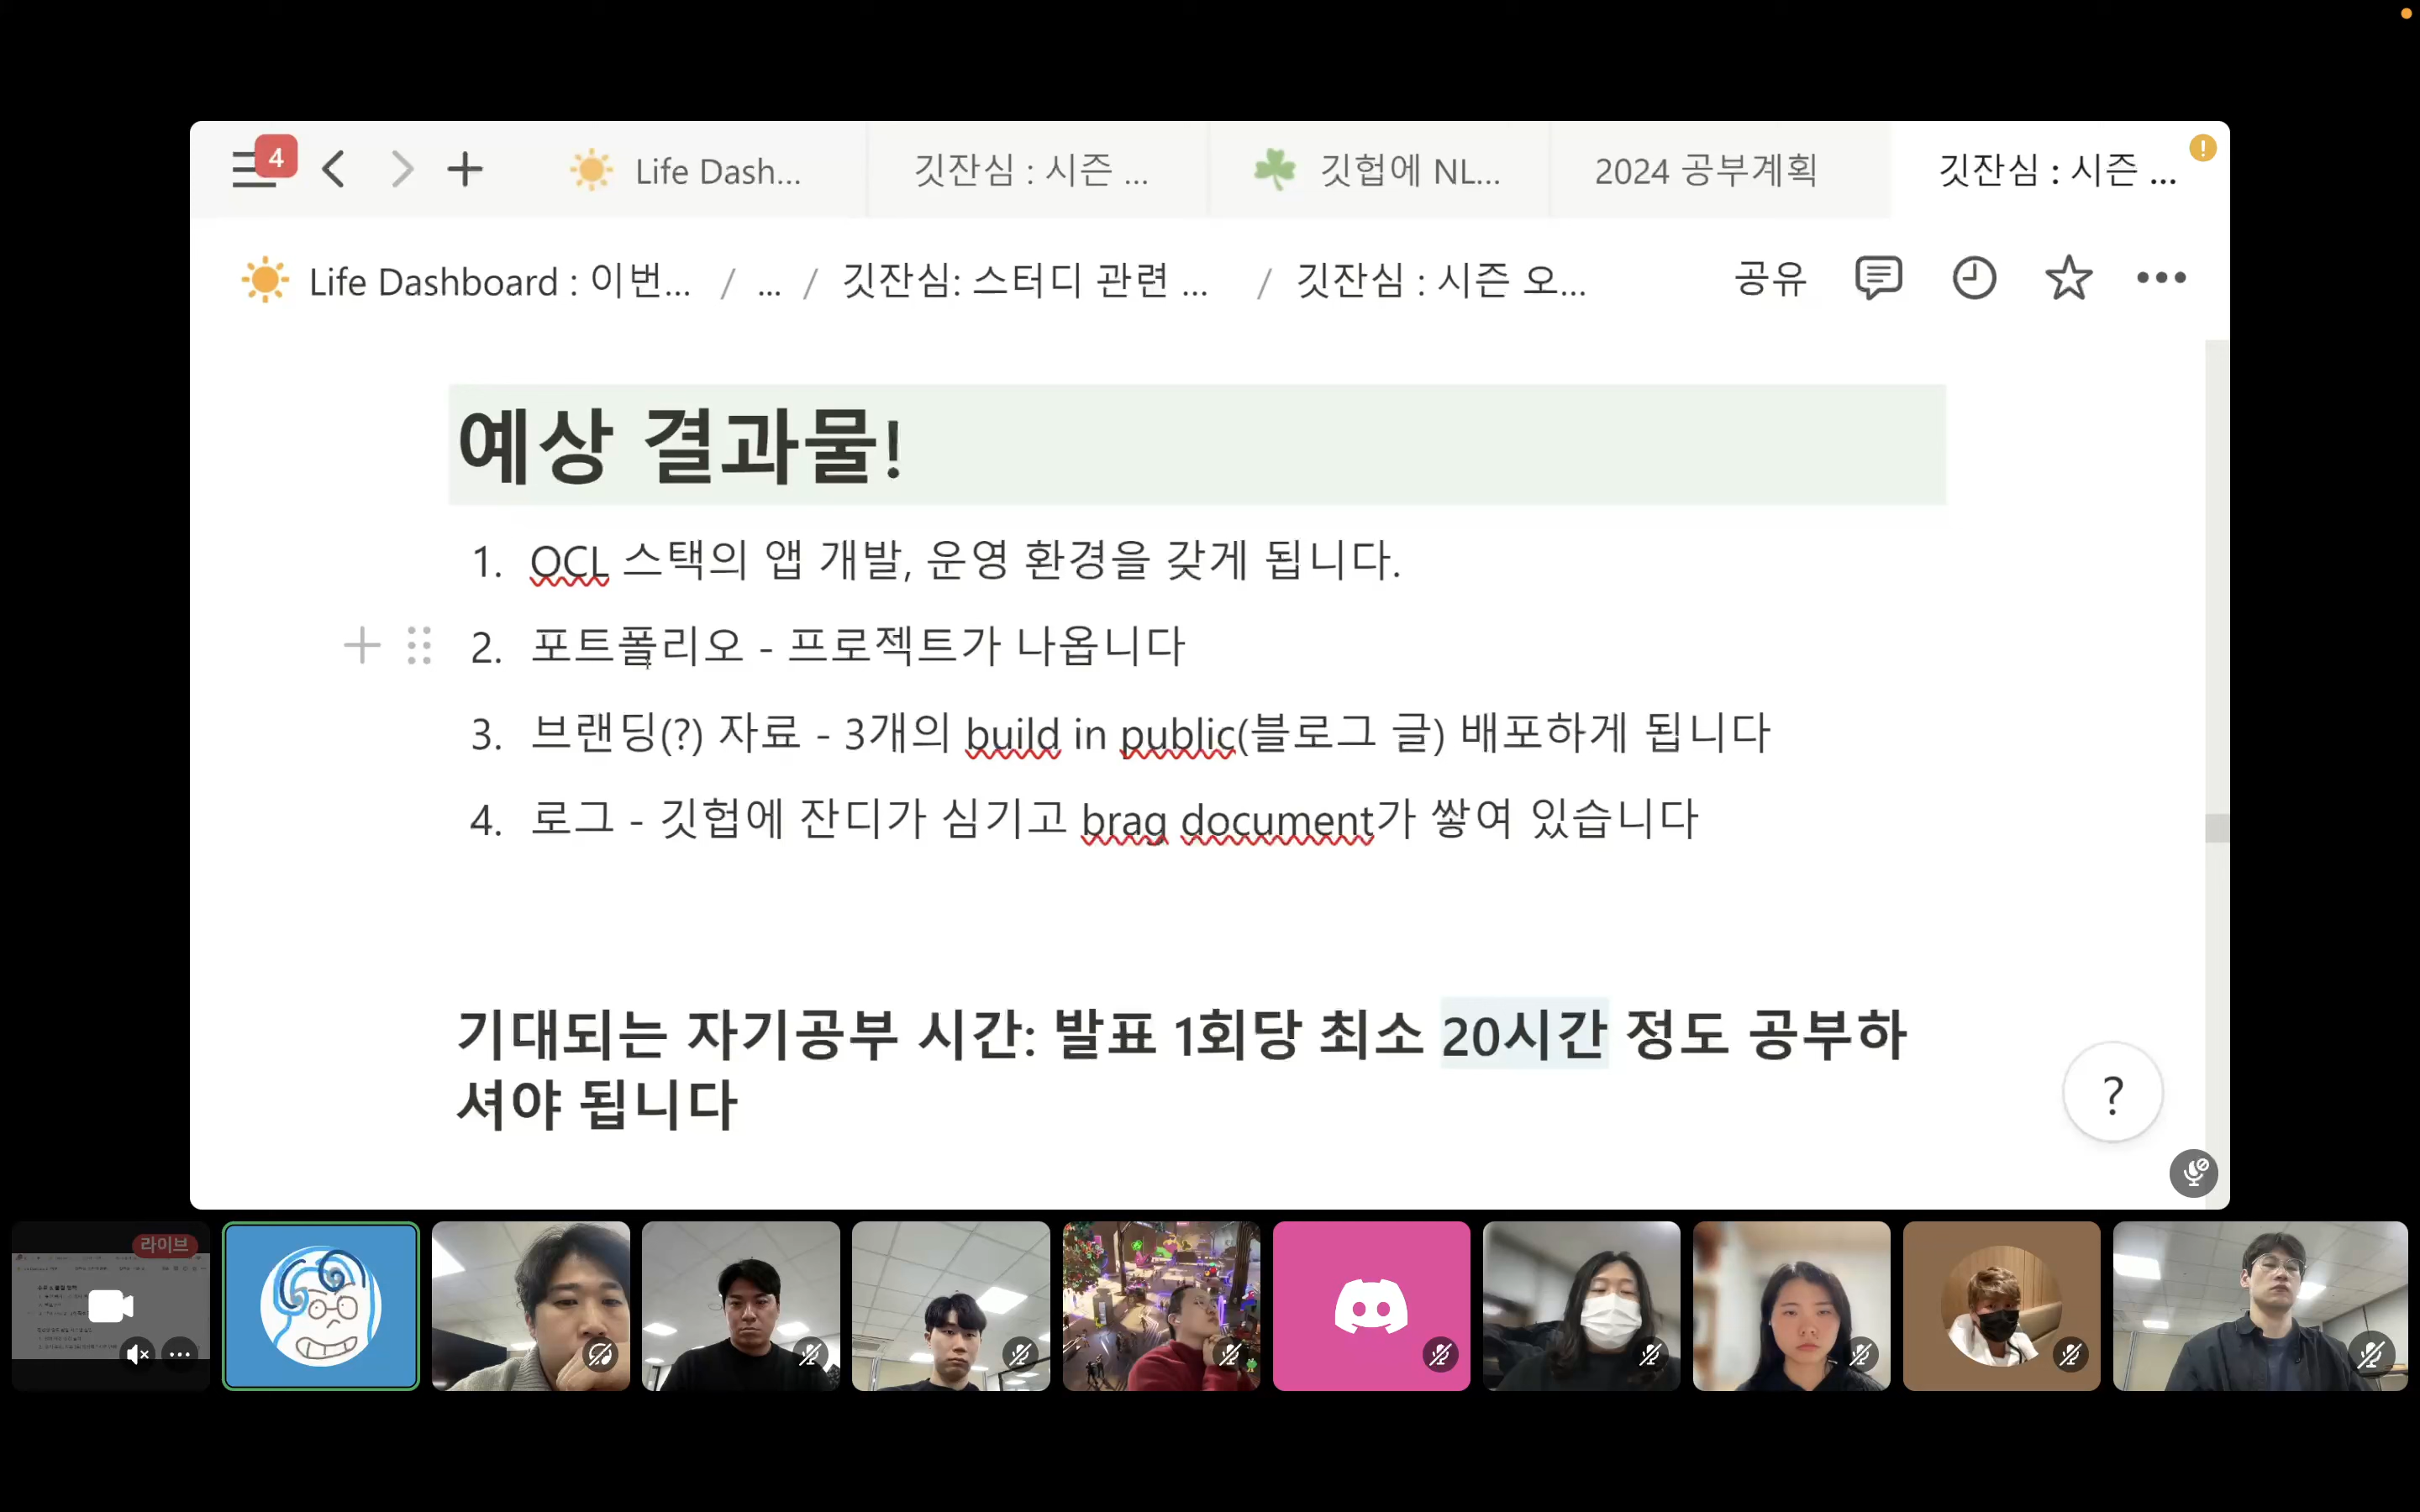 4
Life Dash...
깃잔심 : 시즌 ...
깃헙에 NL...
2024 공부계획
깃잔심 : 시즌 ...
Life Dashboard : 이번... / ... / 깃잔심: 스터디 관련 ... / 깃잔심 : 시즌 오...
공유
예상 결과물!
1. OCL 스택의 앱 개발, 운영 환경을 갖게 됩니다.
2. 포트폴리오 - 프로젝트가 나옵니다
3. 브랜딩(?) 자료 - 3개의 build in public(블로그 글) 배포하게 됩니다
4. 로그 - 깃헙에 잔디가 심기고 brag document가 쌓여 있습니다
기대되는 자기공부 시간: 발표 1회당 최소 20시간 정도 공부하
셔야 됩니다
?
라이브